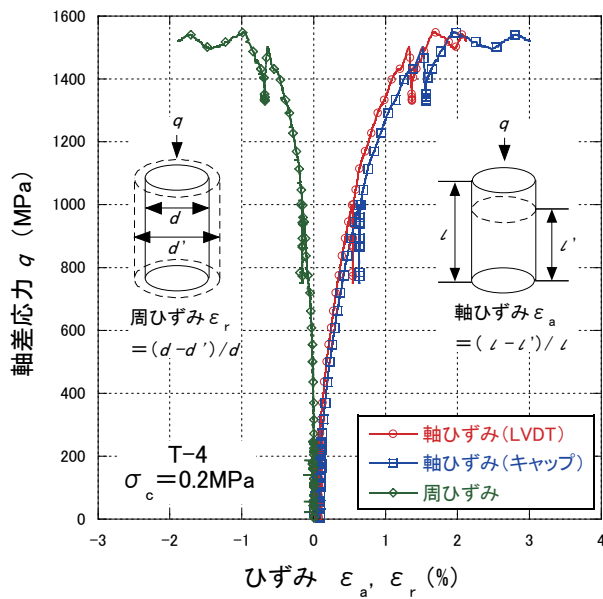 軸差応力 q (MPa)
1600
1400
1200
1000
800
600
400
200
0
-3
-2
-1
0
1
2
3
ひずみ ε a, ε r (%)
q
d
d'
周ひずみ ε r
=(d-d')/d
q
l
l'
軸ひずみ ε a
=(l-l')/l
T-4
σ c =0.2MPa
軸ひずみ(LVDT)
軸ひずみ(キャップ)
周ひずみ